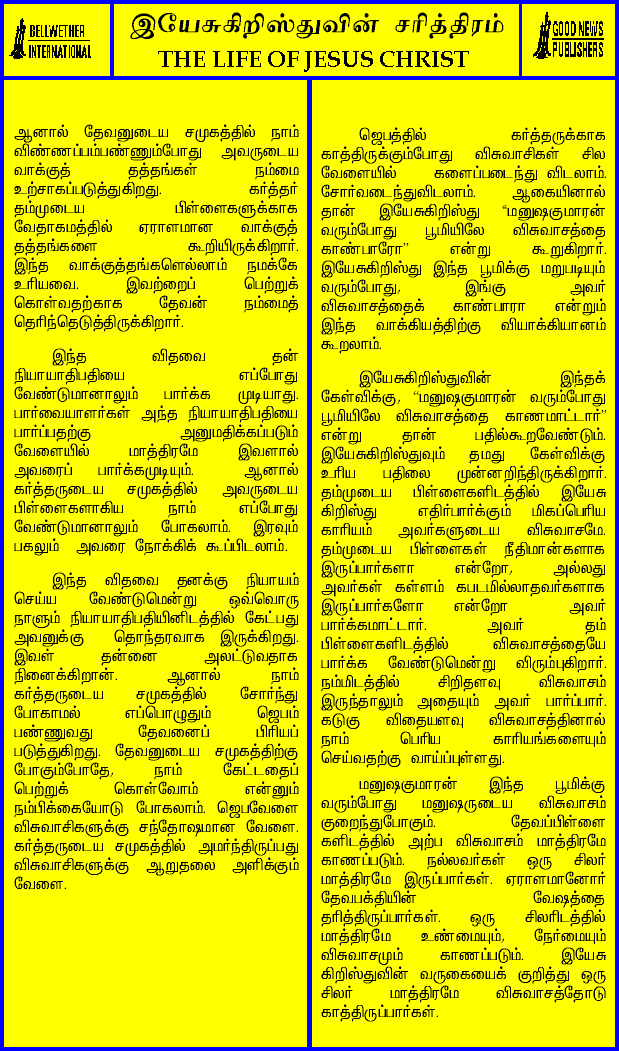 BELLWETHER
INTERNATIONAL
இயேசுகிறிஸ்துவின் சரித்திரம்
THE LIFE OF JESUS CHRIST
GOOD NEWS
PUBLISHERS
ஆனால் தேவனுடைய சமுகத்தில் நாம்
விண்ணப்பம்பண்ணும்போது அவருடைய
வாக்குத் தத்தங்கள் நம்மை
உற்சாகப்படுத்துகிறது. கர்த்தர்
தம்முடைய பிள்ளைகளுக்காக
வேதாகமத்தில் ஏராளமான வாக்குத்
தத்தங்களை கூறியிருக்கிறார்.
இந்த வாக்குத்தங்களெல்லாம் நமக்கே
உரியவை. இவற்றைப் பெற்றுக்
கொள்வதற்காக தேவன் நம்மைத்
தெரிந்தெடுத்திருக்கிறார்.
இந்த விதவை தன்
நியாயாதிபதியை எப்போது
வேண்டுமானாலும் பார்க்க முடியாது.
பார்வையாளர்கள் அந்த நியாயாதிபதியை
பார்ப்பதற்கு அனுமதிக்கப்படும்
வேளையில் மாத்திரமே இவளால்
அவரைப் பார்க்கமுடியும். ஆனால்
கர்த்தருடைய சமுகத்தில் அவருடைய
பிள்ளைகளாகிய நாம் எப்போது
வேண்டுமானாலும் போகலாம். இரவும்
பகலும் அவரை நோக்கிக் கூப்பிடலாம்.
இந்த விதவை தனக்கு நியாயம்
செய்ய வேண்டுமென்று ஒவ்வொரு
நாளும் நியாயாதிபதியினிடத்தில் கேட்பது
அவனுக்கு தொந்தரவாக இருக்கிறது.
இவள் தன்னை அலட்டுவதாக
நினைக்கிறான். ஆனால் நாம்
கர்த்தருடைய சமுகத்தில் சோர்ந்து
போகாமல் எப்பொழுதும் ஜெபம்
பண்ணுவது தேவனைப் பிரியப்
படுத்துகிறது. தேவனுடைய சமுகத்திற்கு
போகும்போதே, நாம் கேட்டதைப்
பெற்றுக் கொள்வோம் என்னும்
நம்பிக்கையோடு போகலாம். ஜெபவேளை
விசுவாசிகளுக்கு சந்தோஷமான வேளை.
கர்த்தருடைய சமுகத்தில் அமர்ந்திருப்பது
விசுவாசிகளுக்கு ஆறுதலை அளிக்கும்
வேளை.
ஜெபத்தில் கர்த்தருக்காக
காத்திருக்கும்போது விசுவாசிகள் சில
வேளையில் களைப்படைந்து விடலாம்.
சோர்வடைந்துவிடலாம். ஆகையினால்
தான் இயேசுகிறிஸ்து “மனுஷகுமாரன்
வரும்போது பூமியிலே விசுவாசத்தை
காண்பாரோ” என்று கூறுகிறார்.
இயேசுகிறிஸ்து இந்த பூமிக்கு மறுபடியும்
வரும்போது, இங்கு அவர்
விசுவாசத்தைக் காண்பாரா என்றும்
இந்த வாக்கியத்திற்கு வியாக்கியானம்
கூறலாம்.
இயேசுகிறிஸ்துவின் இந்தக்
கேள்விக்கு, “மனுஷகுமாரன் வரும்போது
பூமியிலே விசுவாசத்தை காணமாட்டார்”
என்று தான் பதில்கூறவேண்டும்.
இயேசுகிறிஸ்துவும் தமது கேள்விக்கு
உரிய பதிலை முன்னறிந்திருக்கிறார்.
தம்முடைய பிள்ளைகளிடத்தில் இயேசு
கிறிஸ்து எதிர்பார்க்கும் மிகப்பெரிய
காரியம் அவர்களுடைய விசுவாசமே.
தம்முடைய பிள்ளைகள் நீதிமான்களாக
இருப்பார்களா என்றோ, அல்லது
அவர்கள் கள்ளம் கபடமில்லாதவர்களாக
இருப்பார்களோ என்றோ அவர்
பார்க்கமாட்டார். அவர் தம்
பிள்ளைகளிடத்தில் விசுவாசத்தையே
பார்க்க வேண்டுமென்று விரும்புகிறார்.
நம்மிடத்தில் சிறிதளவு விசுவாசம்
இருந்தாலும் அதையும் அவர் பார்ப்பார்.
கடுகு விதையளவு விசுவாசத்தினால்
நாம் பெரிய காரியங்களையும்
செய்வதற்கு வாய்ப்புள்ளது.
மனுஷகுமாரன் இந்த பூமிக்கு
வரும்போது மனுஷருடைய விசுவாசம்
குறைந்துபோகும். தேவப்பிள்ளை
களிடத்தில் அற்ப விசுவாசம் மாத்திரமே
காணப்படும். நல்லவர்கள் ஒரு சிலர்
மாத்திரமே இருப்பார்கள். ஏராளமானோர்
தேவபக்தியின் வேஷத்தை
தரித்திருப்பார்கள். ஒரு சிலரிடத்தில்
மாத்திரமே உண்மையும், நேர்மையும்
விசுவாசமும் காணப்படும். இயேசு
கிறிஸ்துவின் வருகையைக் குறித்து ஒரு
சிலர் மாத்திரமே விசுவாசத்தோடு
காத்திருப்பார்கள்.